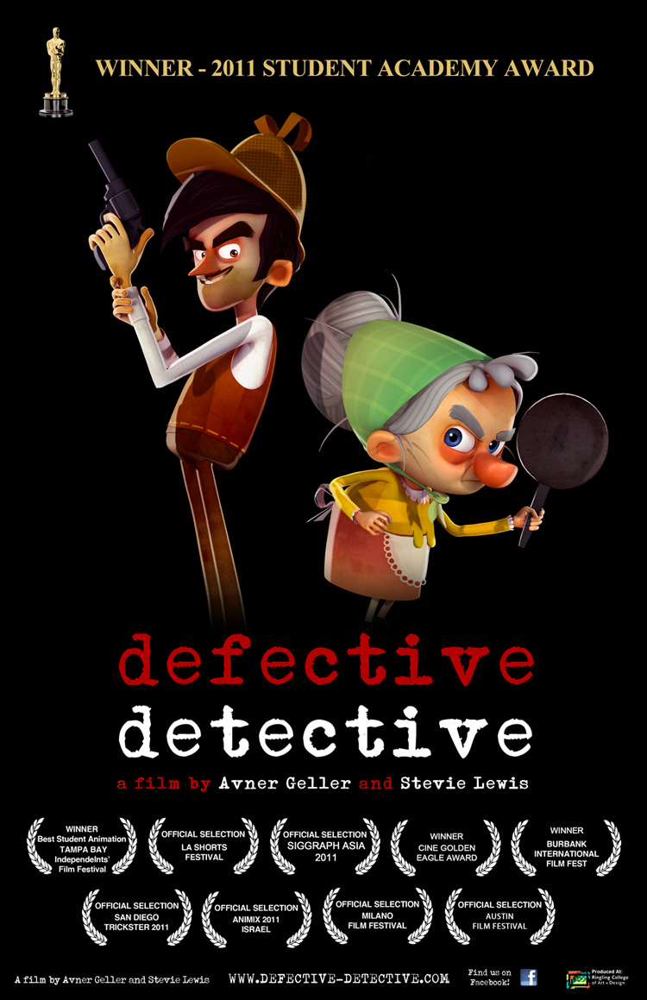 WINNER - 2011 STUDENT ACADEMY AWARD
defective
detective
a film by Avner Geller and Stevie Lewis
WINNER
Best Student Animation
TAMPA BAY
Independelnts'
Film Festival
OFFICIAL SELECTION
LA SHORTS
FESTIVAL
OFFICIAL SELECTION
SIGGRAPH ASIA
2011
WINNER
CINE GOLDEN
EAGLE AWARD
WINNER
BURBANK
INTERNATIONAL
FILM FEST
OFFICIAL SELECTION
SAN DIEGO
TRICKSTER 2011
OFFICIAL SELECTION
ANIMIX 2011
ISRAEL
OFFICIAL SELECTION
MILANO
FILM FESTIVAL
OFFICIAL SELECTION
AUSTIN
FILM FESTIVAL
A film by Avner Geller and Stevie Lewis
WWW.DEFECTIVE-DETECTIVE.COM
Find us on
Facebook!
f
Produced At:
Ringling College
of Art + Design